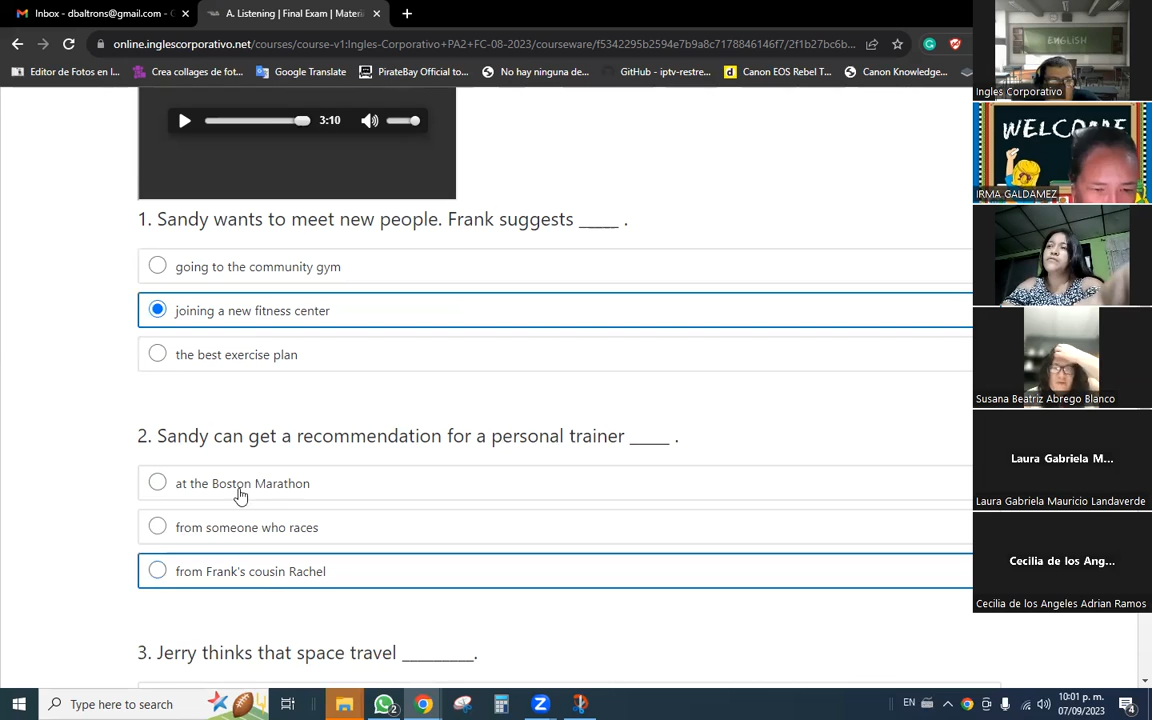 Inbox - dbaltrons@gmail.com -
A. Listening | Final Exam | Materi
online.inglescorporativo.net/courses/course-v1:Ingles-Corporativo+PA2+FC-08-2023/courseware/f5342295b2594e7b9a8c7178846146f7/2f1b27bc6b...
Editor de Fotos en l...
Crea collages de fot...
Google Translate
PirateBay Official to...
No hay ninguna de...
GitHub - iptv-restre...
Canon EOS Rebel T...
Canon Knowledge...
3:10
1. Sandy wants to meet new people. Frank suggests _____ .
going to the community gym
joining a new fitness center
the best exercise plan
2. Sandy can get a recommendation for a personal trainer _____ .
at the Boston Marathon
from someone who races
from Frank's cousin Rachel
3. Jerry thinks that space travel _________.
ENGLISH
Ingles Corporativo
WELCOME
IRMA GALDAMEZ
Susana Beatriz Abrego Blanco
Laura Gabriela M...
Laura Gabriela Mauricio Landaverde
Cecilia de los Ang...
Cecilia de los Angeles Adrian Ramos
Type here to search
2
EN
10:01 p. m.
07/09/2023
4